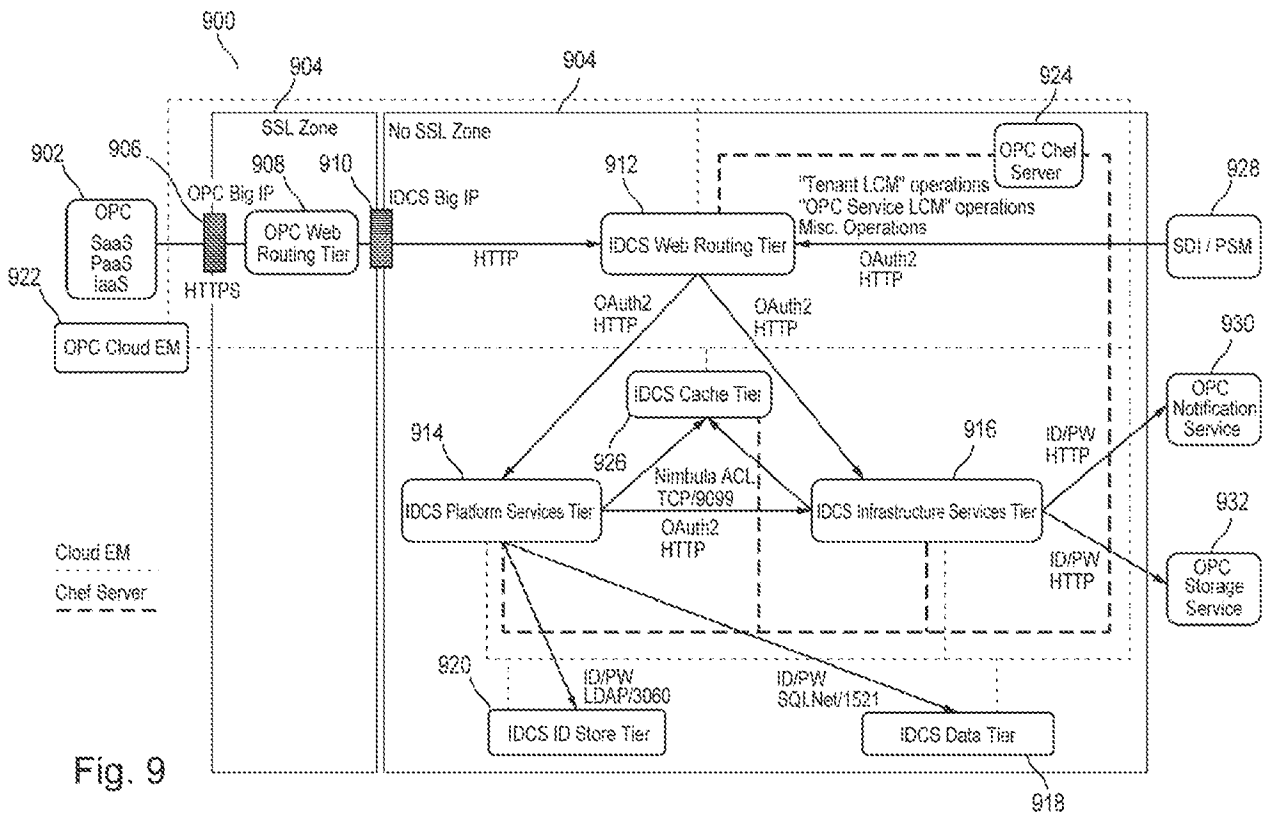 900
904
904
924
SSL Zone
No SSL Zone
902
906
908
910
912
OPC Chef
Server
928
OPC Big IP
IDCS Big IP
"Tenant LCM" operations
"OPC Service LCM" operations
Misc. Operations
OPC
SaaS
PaaS
iaaS
OPC Web
Routing Tier
IDCS Web Routing Tier
SDI / PSM
HTTP
OAuth2
HTTP
922
HTTPS
OPC Cloud EM
OAuth2
HTTP
OAuth2
HTTP
930
IDCS Cache Tier
OPC
Notification
Service
914
926
916
ID/PW
HTTP
Nimbula ACL
TCP/9099
IDCS Platform Services Tier
IDCS Infrastructure Services Tier
OAuth2
HTTP
932
Cloud EM
ID/PW
HTTP
OPC
Storage
Service
Chef Server
920
ID/PW
LDAP/3060
ID/PW
SQLNet/1521
IDCS ID Store Tier
IDCS Data Tier
Fig. 9
918